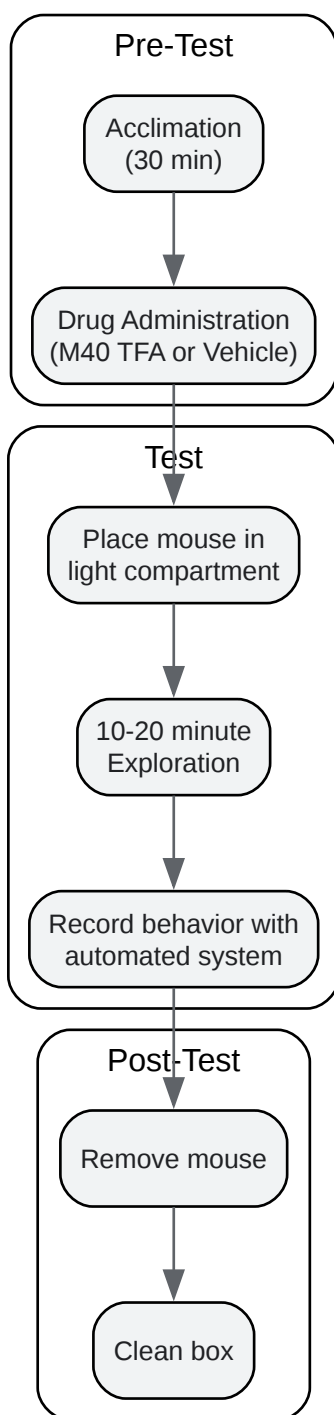 Pre-Test
Acclimation
(30 min)
Drug Administration
(M40 TFA or Vehicle)
Test
Place mouse in
light compartment
10-20 minute
Exploration
Record behavior with
automated system
Post-Test
Remove mouse
Clean box